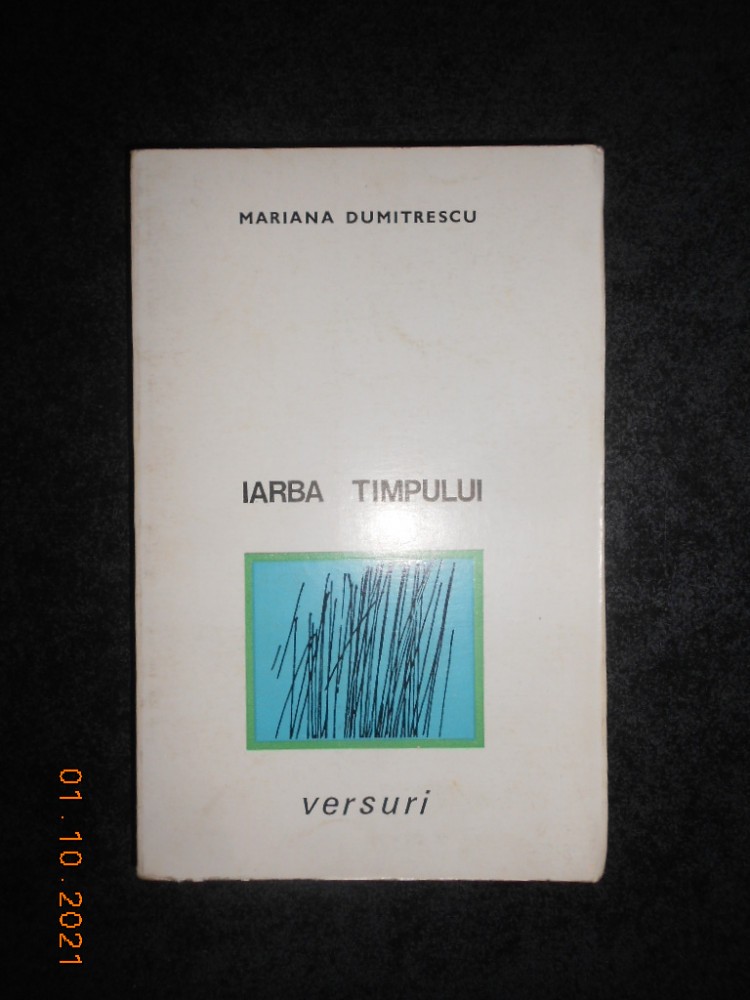 MARIANA DUMITRESCU
IARBA TIMPULUI
versuri
01.10.2021